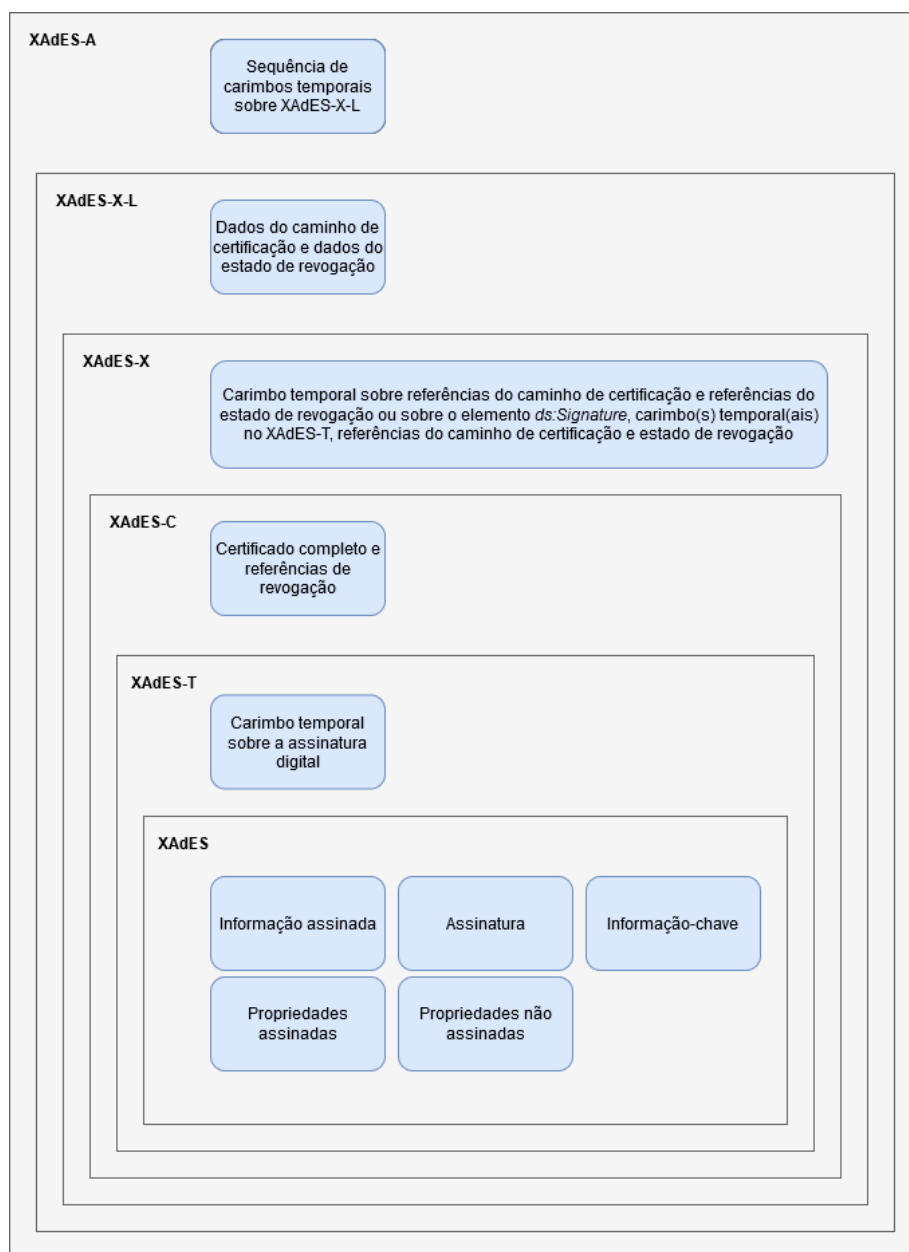 XAdES-A
Sequência de
carimbos temporais
sobre XAdES-X-L
XAdES-X-L
Dados do caminho de
certificação e dados do
estado de revogação
XAdES-X
Carimbo temporal sobre referências do caminho de certificação e referências do
estado de revogação ou sobre o elemento ds:Signature, carimbo(s) temporal(ais)
no XAdES-T, referências do caminho de certificação e estado de revogação
XAdES-C
Certificado completo e
referências de
revogação
XAdES-T
Carimbo temporal
sobre a assinatura
digital
XAdES
Informação assinada
Assinatura
Informação-chave
Propriedades
assinadas
Propriedades não
assinadas